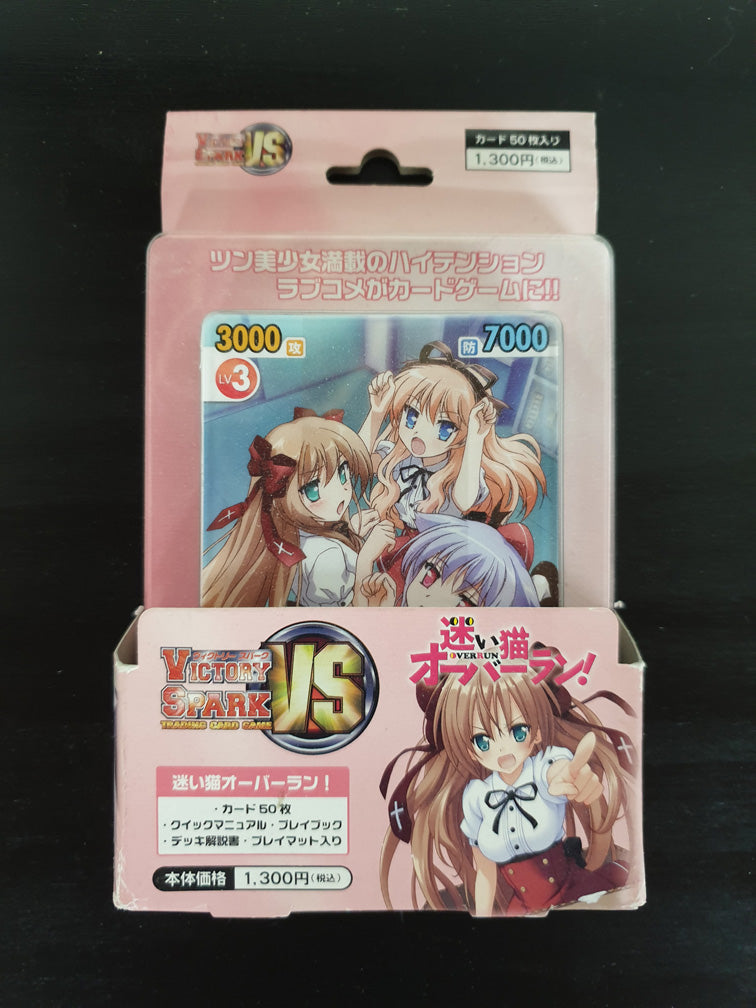 VICTORY SPARK VS
カード50枚入り
1,300円(税込)
ツン美少女満載のハイテンション
ラブコメがカードゲームに!!
3000 攻
防 7000
LV3
ヴィクトリー スパーク
VICTORY
SPARK
VS
TRADING CARD GAME
迷い猫
OVERRUN
オーバーラン!
迷い猫オーバーラン!
・カード50枚
・クイックマニュアル・プレイブック
・デッキ解説書・プレイマット入り
本体価格 1,300円(税込)